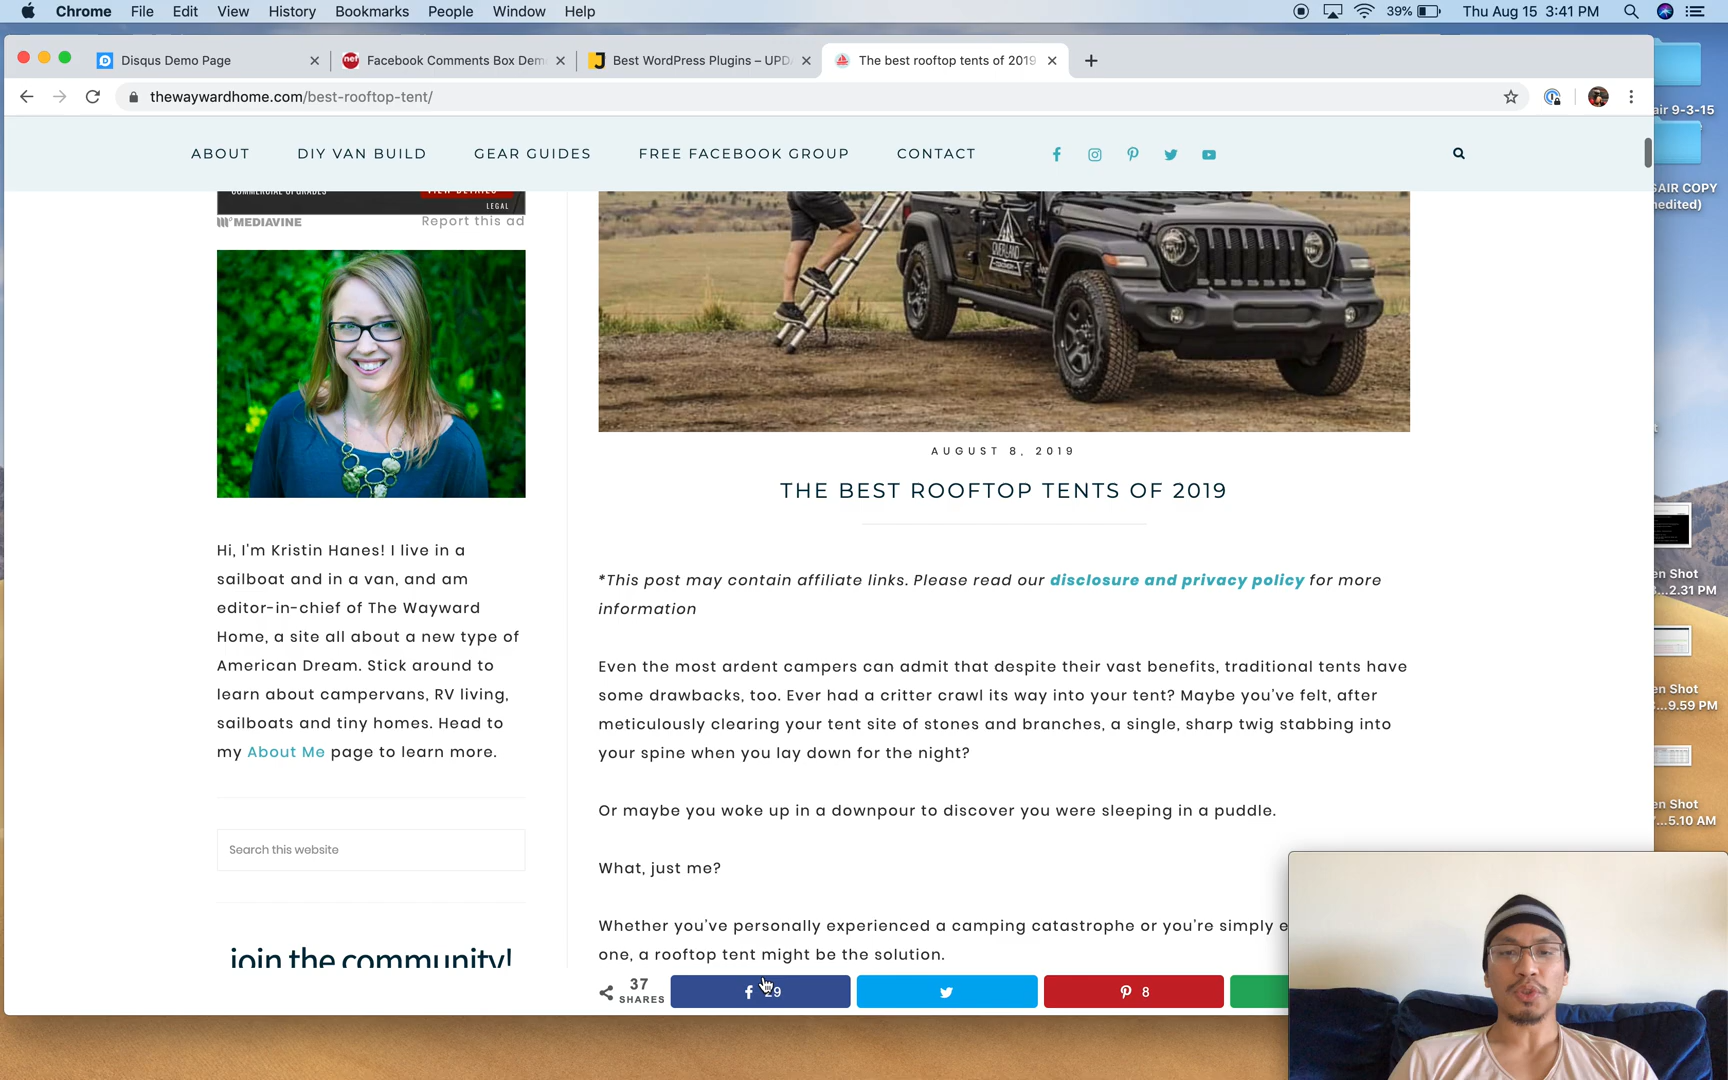 Chrome File Edit View History Bookmarks People Window Help
39% Thu Aug 15 3:41 PM
Disqus Demo Page
Facebook Comments Box Dem
Best WordPress Plugins – UPD
The best rooftop tents of 2019
thewaywardhome.com/best-rooftop-tent/
ABOUT DIY VAN BUILD GEAR GUIDES FREE FACEBOOK GROUP CONTACT
COMMERCIAL UPGRADES
VIEW DETAILS
LEGAL
MEDIAVINE
Report this ad
Hi, I'm Kristin Hanes! I live in a
sailboat and in a van, and am
editor-in-chief of The Wayward
Home, a site all about a new type of
American Dream. Stick around to
learn about campervans, RV living,
sailboats and tiny homes. Head to
my About Me page to learn more.
Search this website
join the community!
OVERLAND
AUGUST 8, 2019
THE BEST ROOFTOP TENTS OF 2019
*This post may contain affiliate links. Please read our disclosure and privacy policy for more
information
Even the most ardent campers can admit that despite their vast benefits, traditional tents have
some drawbacks, too. Ever had a critter crawl its way into your tent? Maybe you've felt, after
meticulously clearing your tent site of stones and branches, a single, sharp twig stabbing into
your spine when you lay down for the night?
Or maybe you woke up in a downpour to discover you were sleeping in a puddle.
What, just me?
Whether you've personally experienced a camping catastrophe or you're simply e
one, a rooftop tent might be the solution.
37
SHARES
29
8
air 9-3-15
SAIR COPY
nedited)
en Shot
...2.31 PM
en Shot
...9.59 PM
en Shot
...5.10 AM